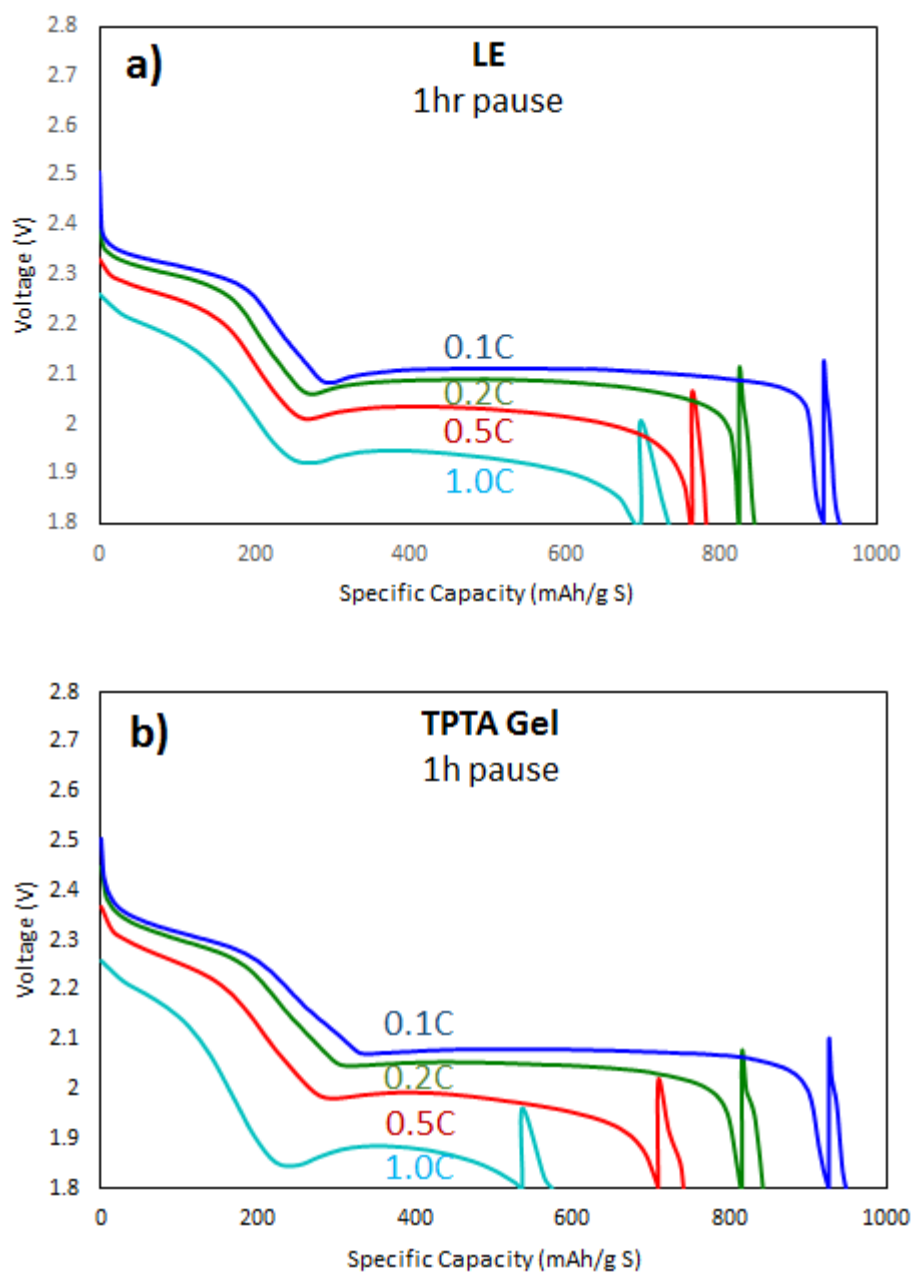 a)
LE
1hr pause
2.8
2.7
2.6
2.5
2.4
2.3
2.2
2.1
2
1.9
1.8
Voltage (V)
0.1C
0.2C
0.5C
1.0C
0 200 400 600 800 1000
Specific Capacity (mAh/g S)
b)
TPTA Gel
1h pause
2.8
2.7
2.6
2.5
2.4
2.3
2.2
2.1
2
1.9
1.8
Voltage (V)
0.1C
0.2C
0.5C
1.0C
0 200 400 600 800 1000
Specific Capacity (mAh/g S)